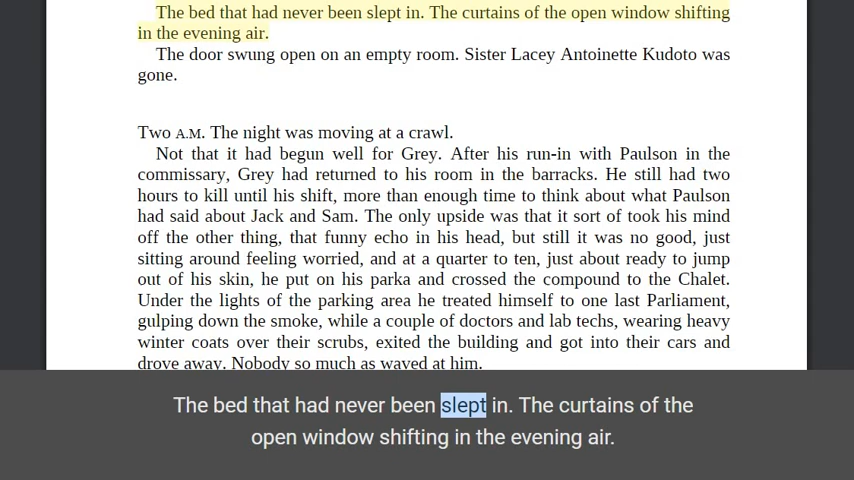 The bed that had never been slept in. The curtains of the open window shifting
in the evening air.
The door swung open on an empty room. Sister Lacey Antoinette Kudoto was
gone.
Two A.M. The night was moving at a crawl.
Not that it had begun well for Grey. After his run-in with Paulson in the
commissary, Grey had returned to his room in the barracks. He still had two
hours to kill until his shift, more than enough time to think about what Paulson
had said about Jack and Sam. The only upside was that it sort of took his mind
off the other thing, that funny echo in his head, but still it was no good, just
sitting around feeling worried, and at a quarter to ten, just about ready to jump
out of his skin, he put on his parka and crossed the compound to the Chalet.
Under the lights of the parking area he treated himself to one last Parliament,
gulping down the smoke, while a couple of doctors and lab techs, wearing heavy
winter coats over their scrubs, exited the building and got into their cars and
drove away. Nobody so much as waved at him.
The bed that had never been slept in. The curtains of the
open window shifting in the evening air.